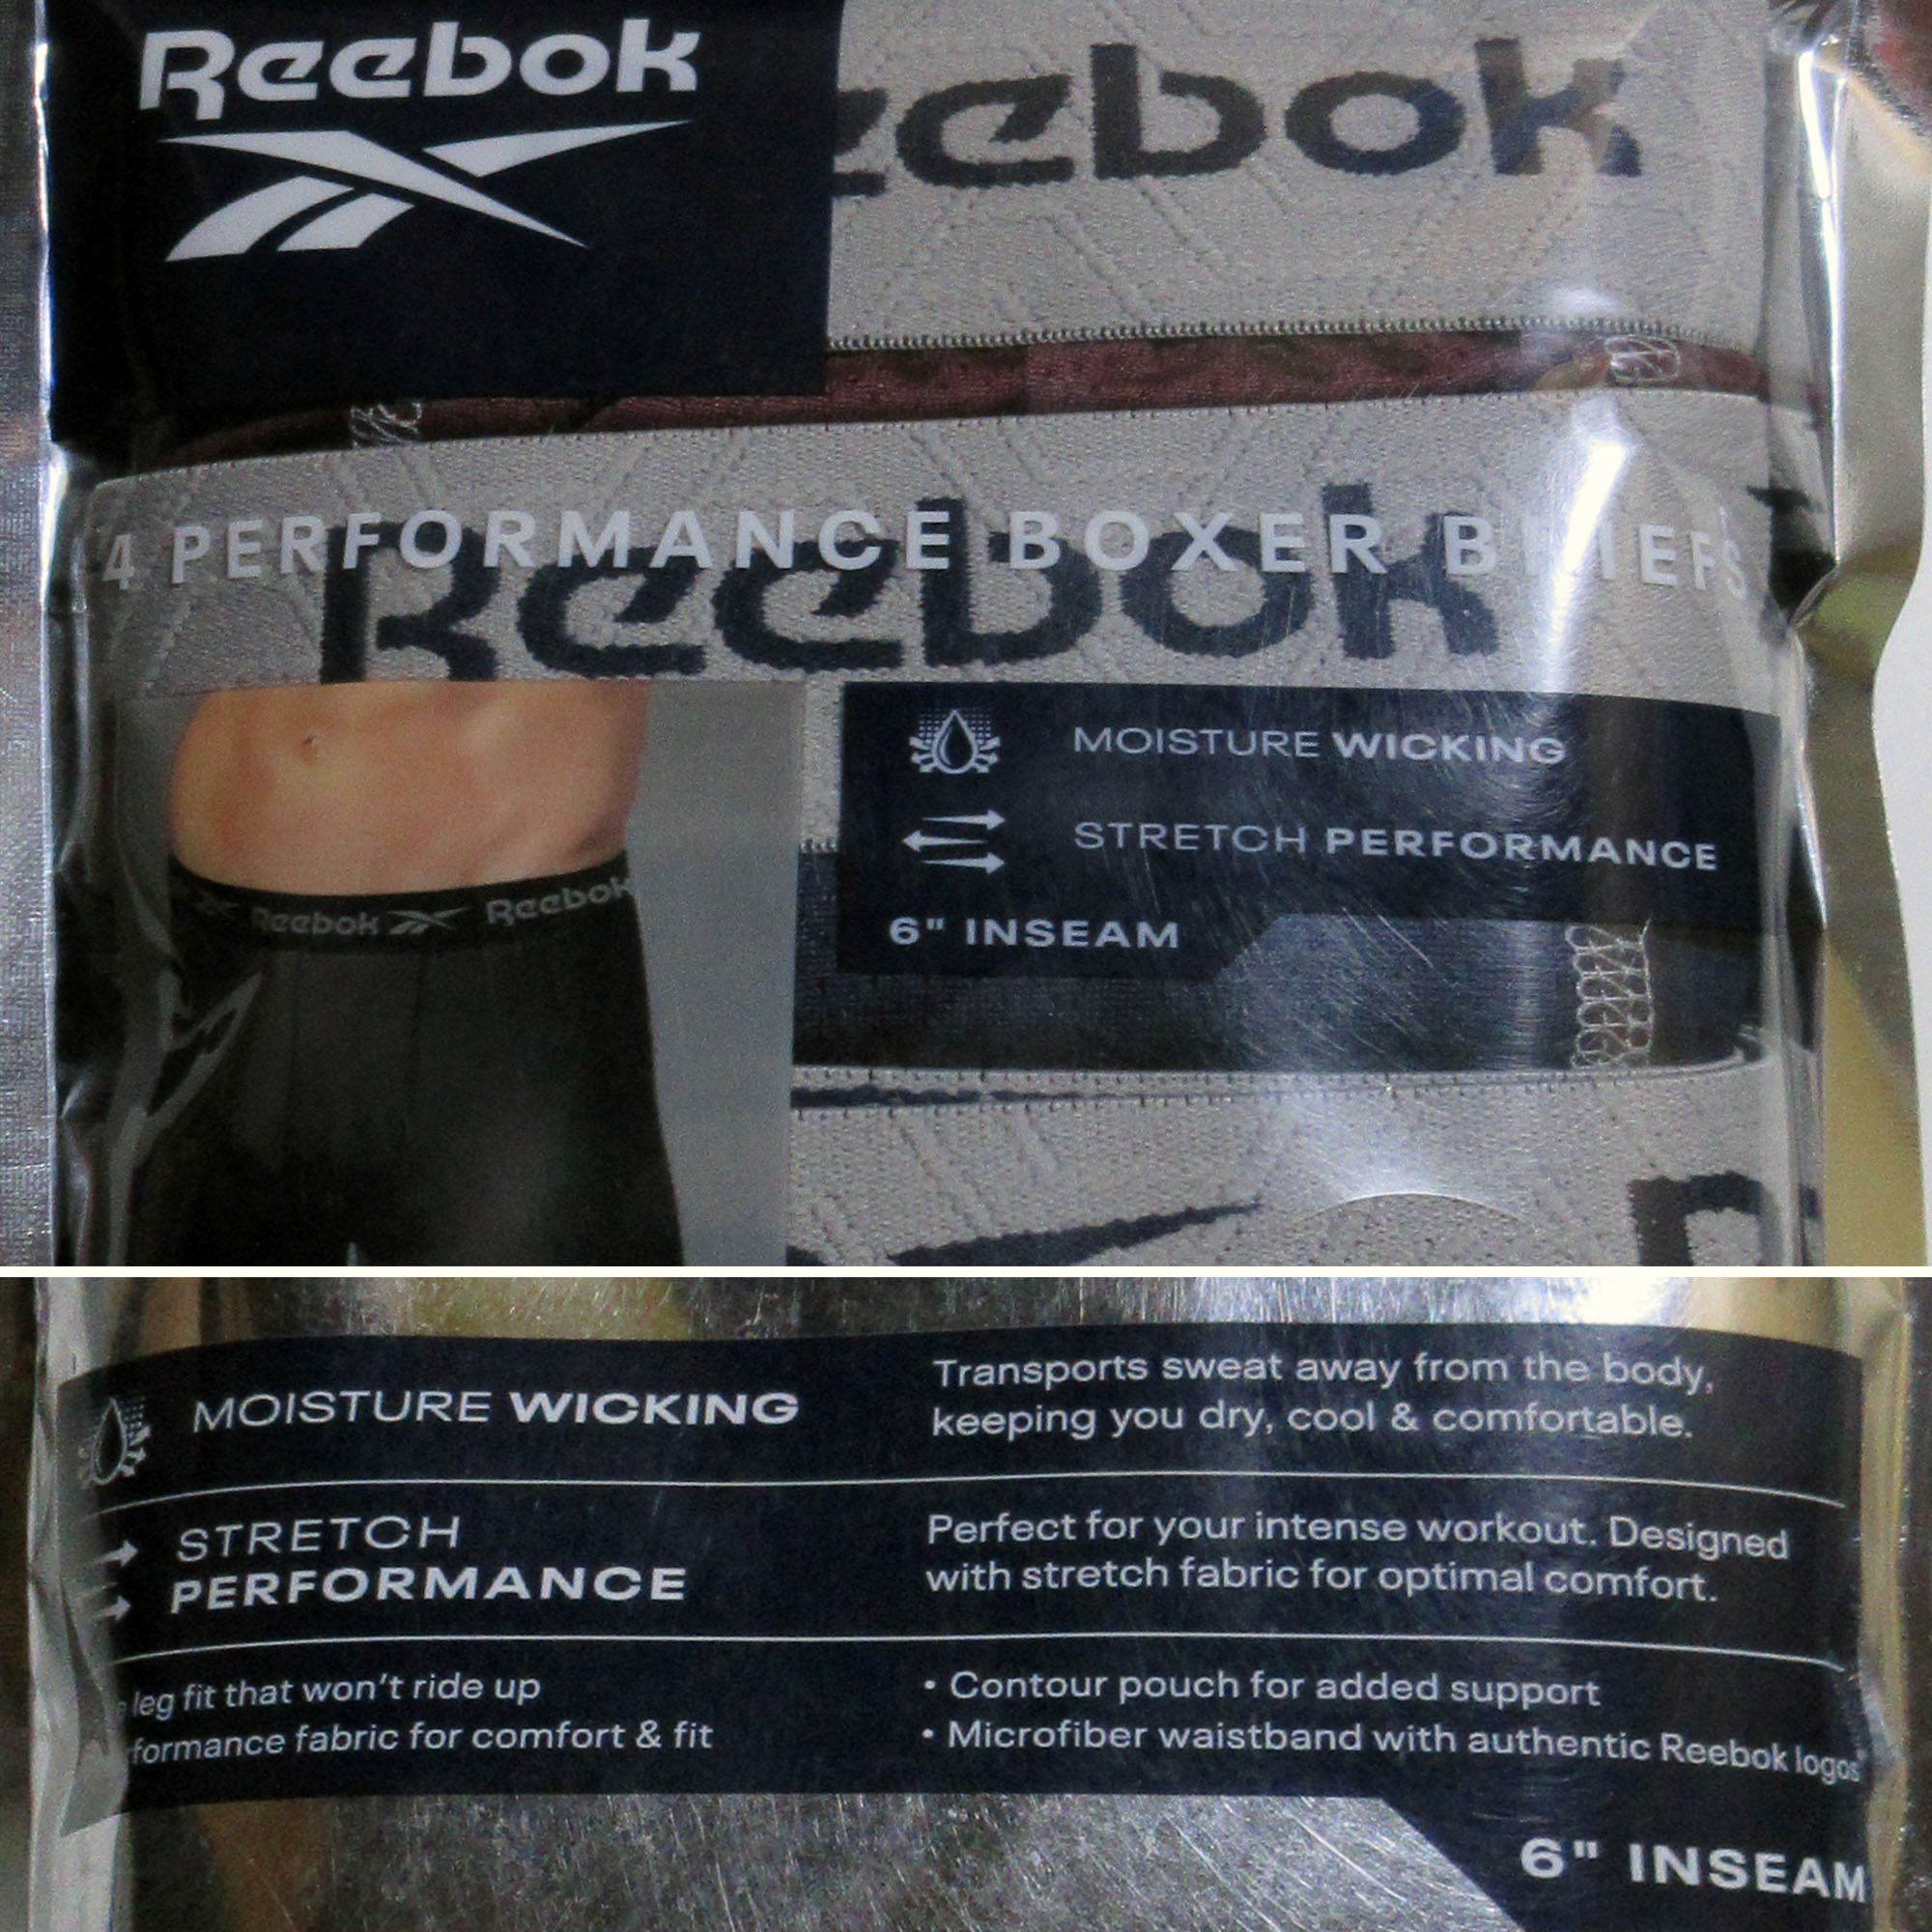 Reebok
eebok
4 PERFORMANCE BOXER BRIEFS
Reebok
MOISTURE WICKING
STRETCH PERFORMANCE
6" INSEAM
Reebok Reebok
MOISTURE WICKING
Transports sweat away from the body,
keeping you dry, cool & comfortable.
STRETCH
PERFORMANCE
Perfect for your intense workout. Designed
with stretch fabric for optimal comfort.
leg fit that won't ride up
formance fabric for comfort & fit
• Contour pouch for added support
• Microfiber waistband with authentic Reebok logos
6" INSEAM